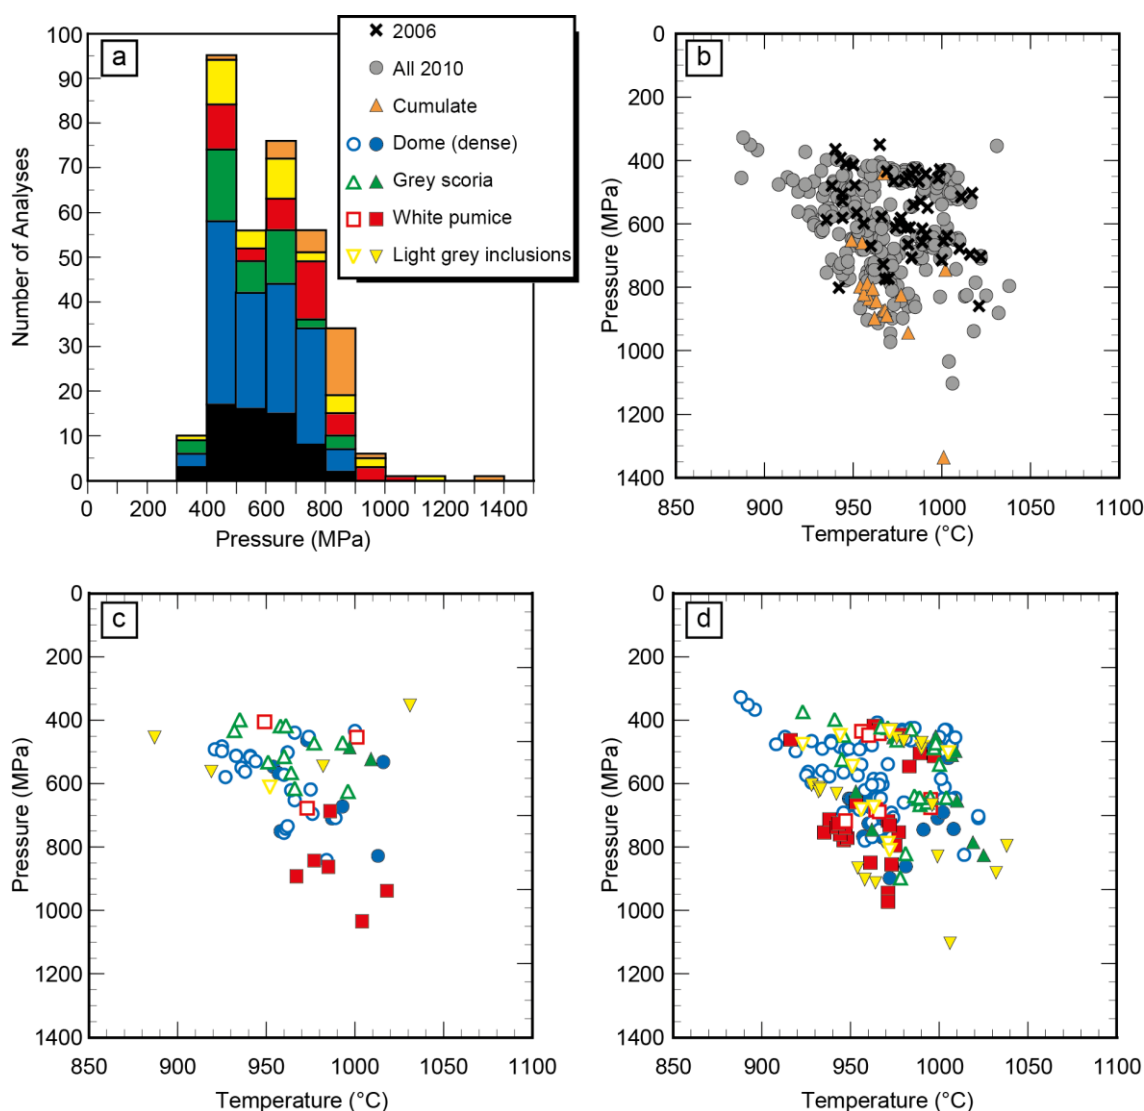 a
100
90
80
70
60
50
40
30
20
10
0
Number of Analyses
0 200 400 600 800 1000 1200 1400
Pressure (MPa)
2006
All 2010
Cumulate
Dome (dense)
Grey scoria
White pumice
Light grey inclusions
b
0
200
400
600
800
1000
1200
1400
Pressure (MPa)
850 900 950 1000 1050 1100
Temperature (°C)
c
0
200
400
600
800
1000
1200
1400
Pressure (MPa)
850 900 950 1000 1050 1100
Temperature (°C)
d
0
200
400
600
800
1000
1200
1400
Pressure (MPa)
850 900 950 1000 1050 1100
Temperature (°C)